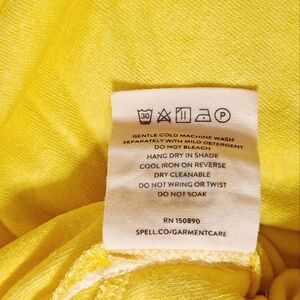 30 P
GENTLE COLD MACHINE WASH
SEPARATELY WITH MILD DETERGENT
DO NOT BLEACH
HANG DRY IN SHADE
COOL IRON ON REVERSE
DRY CLEANABLE
DO NOT WRING OR TWIST
DO NOT SOAK
RN 150890
SPELL.CO/GARMENTCARE